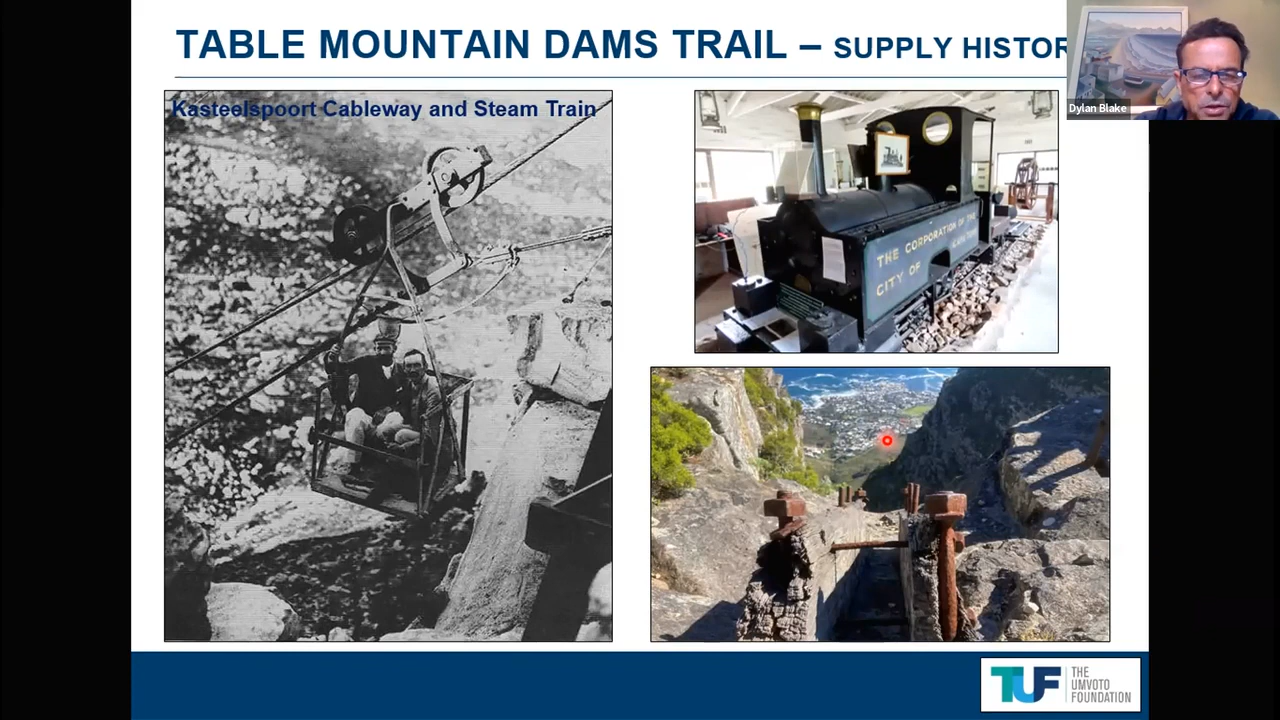 TABLE MOUNTAIN DAMS TRAIL – SUPPLY HISTOR
Dylan Blake
Kasteelspoort Cableway and Steam Train
THE CORPORATION OF THE
CITY OF
TUF THE
UMVOTO
FOUNDATION